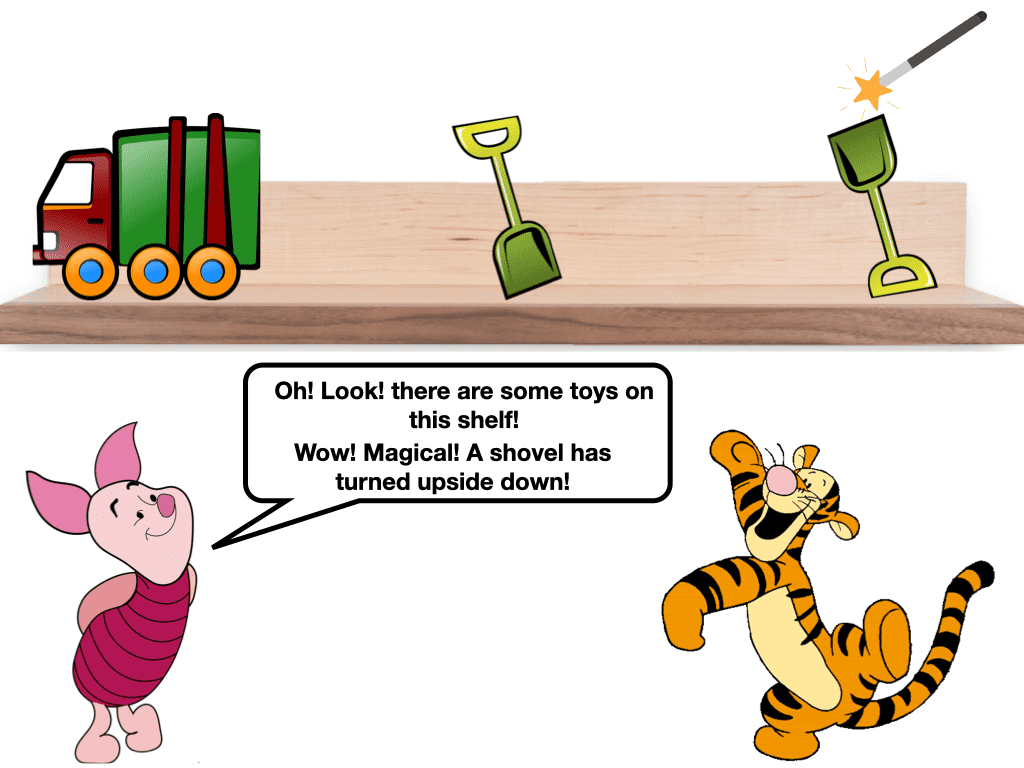 Oh! Look! there are some toys on
this shelf!
Wow! Magical! A shovel has
turned upside down!